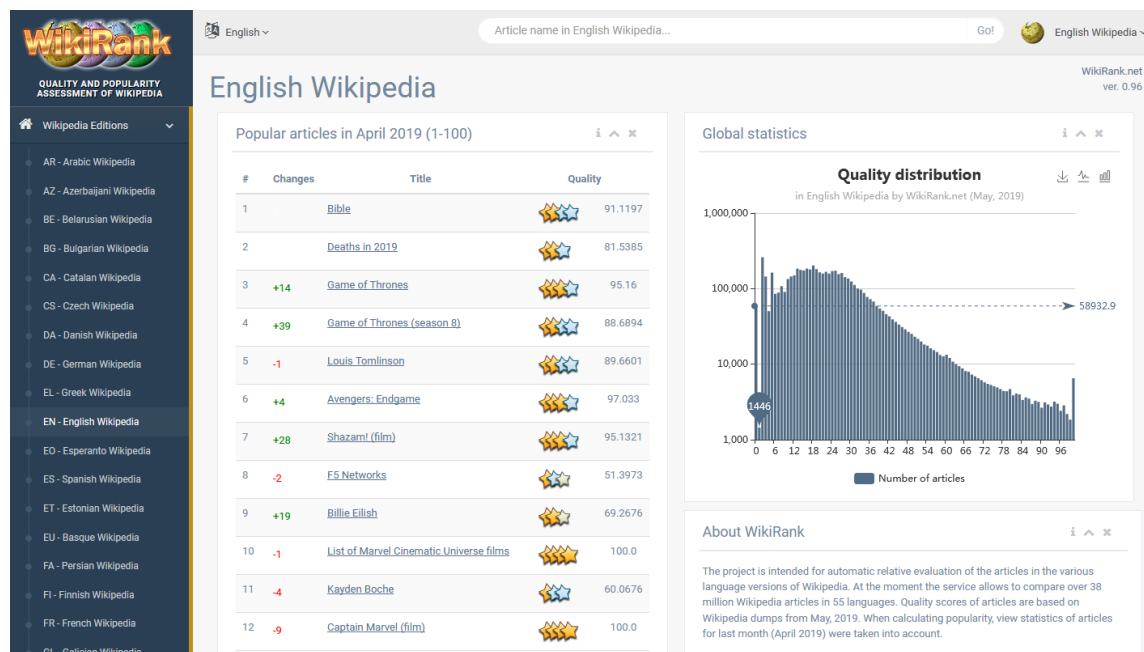 WikiRank
QUALITY AND POPULARITY
ASSESSMENT OF WIKIPEDIA
Wikipedia Editions
AR - Arabic Wikipedia
AZ - Azerbaijani Wikipedia
BE - Belarusian Wikipedia
BG - Bulgarian Wikipedia
CA - Catalan Wikipedia
CS - Czech Wikipedia
DA - Danish Wikipedia
DE - German Wikipedia
EL - Greek Wikipedia
EN - English Wikipedia
EO - Esperanto Wikipedia
ES - Spanish Wikipedia
ET - Estonian Wikipedia
EU - Basque Wikipedia
FA - Persian Wikipedia
FI - Finnish Wikipedia
FR - French Wikipedia
GL - Galician Wikipedia
English
Article name in English Wikipedia...
Go!
English Wikipedia
WikiRank.net
ver. 0.96
English Wikipedia
Popular articles in April 2019 (1-100)
# Changes Title Quality
1 Bible 91.1197
2 Deaths in 2019 81.5385
3 +14 Game of Thrones 95.16
4 +39 Game of Thrones (season 8) 88.6894
5 -1 Louis Tomlinson 89.6601
6 +4 Avengers: Endgame 97.033
7 +28 Shazam! (film) 95.1321
8 -2 F5 Networks 51.3973
9 +19 Billie Eilish 69.2676
10 -1 List of Marvel Cinematic Universe films 100.0
11 -4 Kayden Boche 60.0676
12 -9 Captain Marvel (film) 100.0
Global statistics
Quality distribution
in English Wikipedia by WikiRank.net (May, 2019)
1,000,000
100,000
58932.9
10,000
1446
1,000
0 6 12 18 24 30 36 42 48 54 60 66 72 78 84 90 96
Number of articles
About WikiRank
The project is intended for automatic relative evaluation of the articles in the various
language versions of Wikipedia. At the moment the service allows to compare over 38
million Wikipedia articles in 55 languages. Quality scores of articles are based on
Wikipedia dumps from May, 2019. When calculating popularity, view statistics of articles
for last month (April 2019) were taken into account.